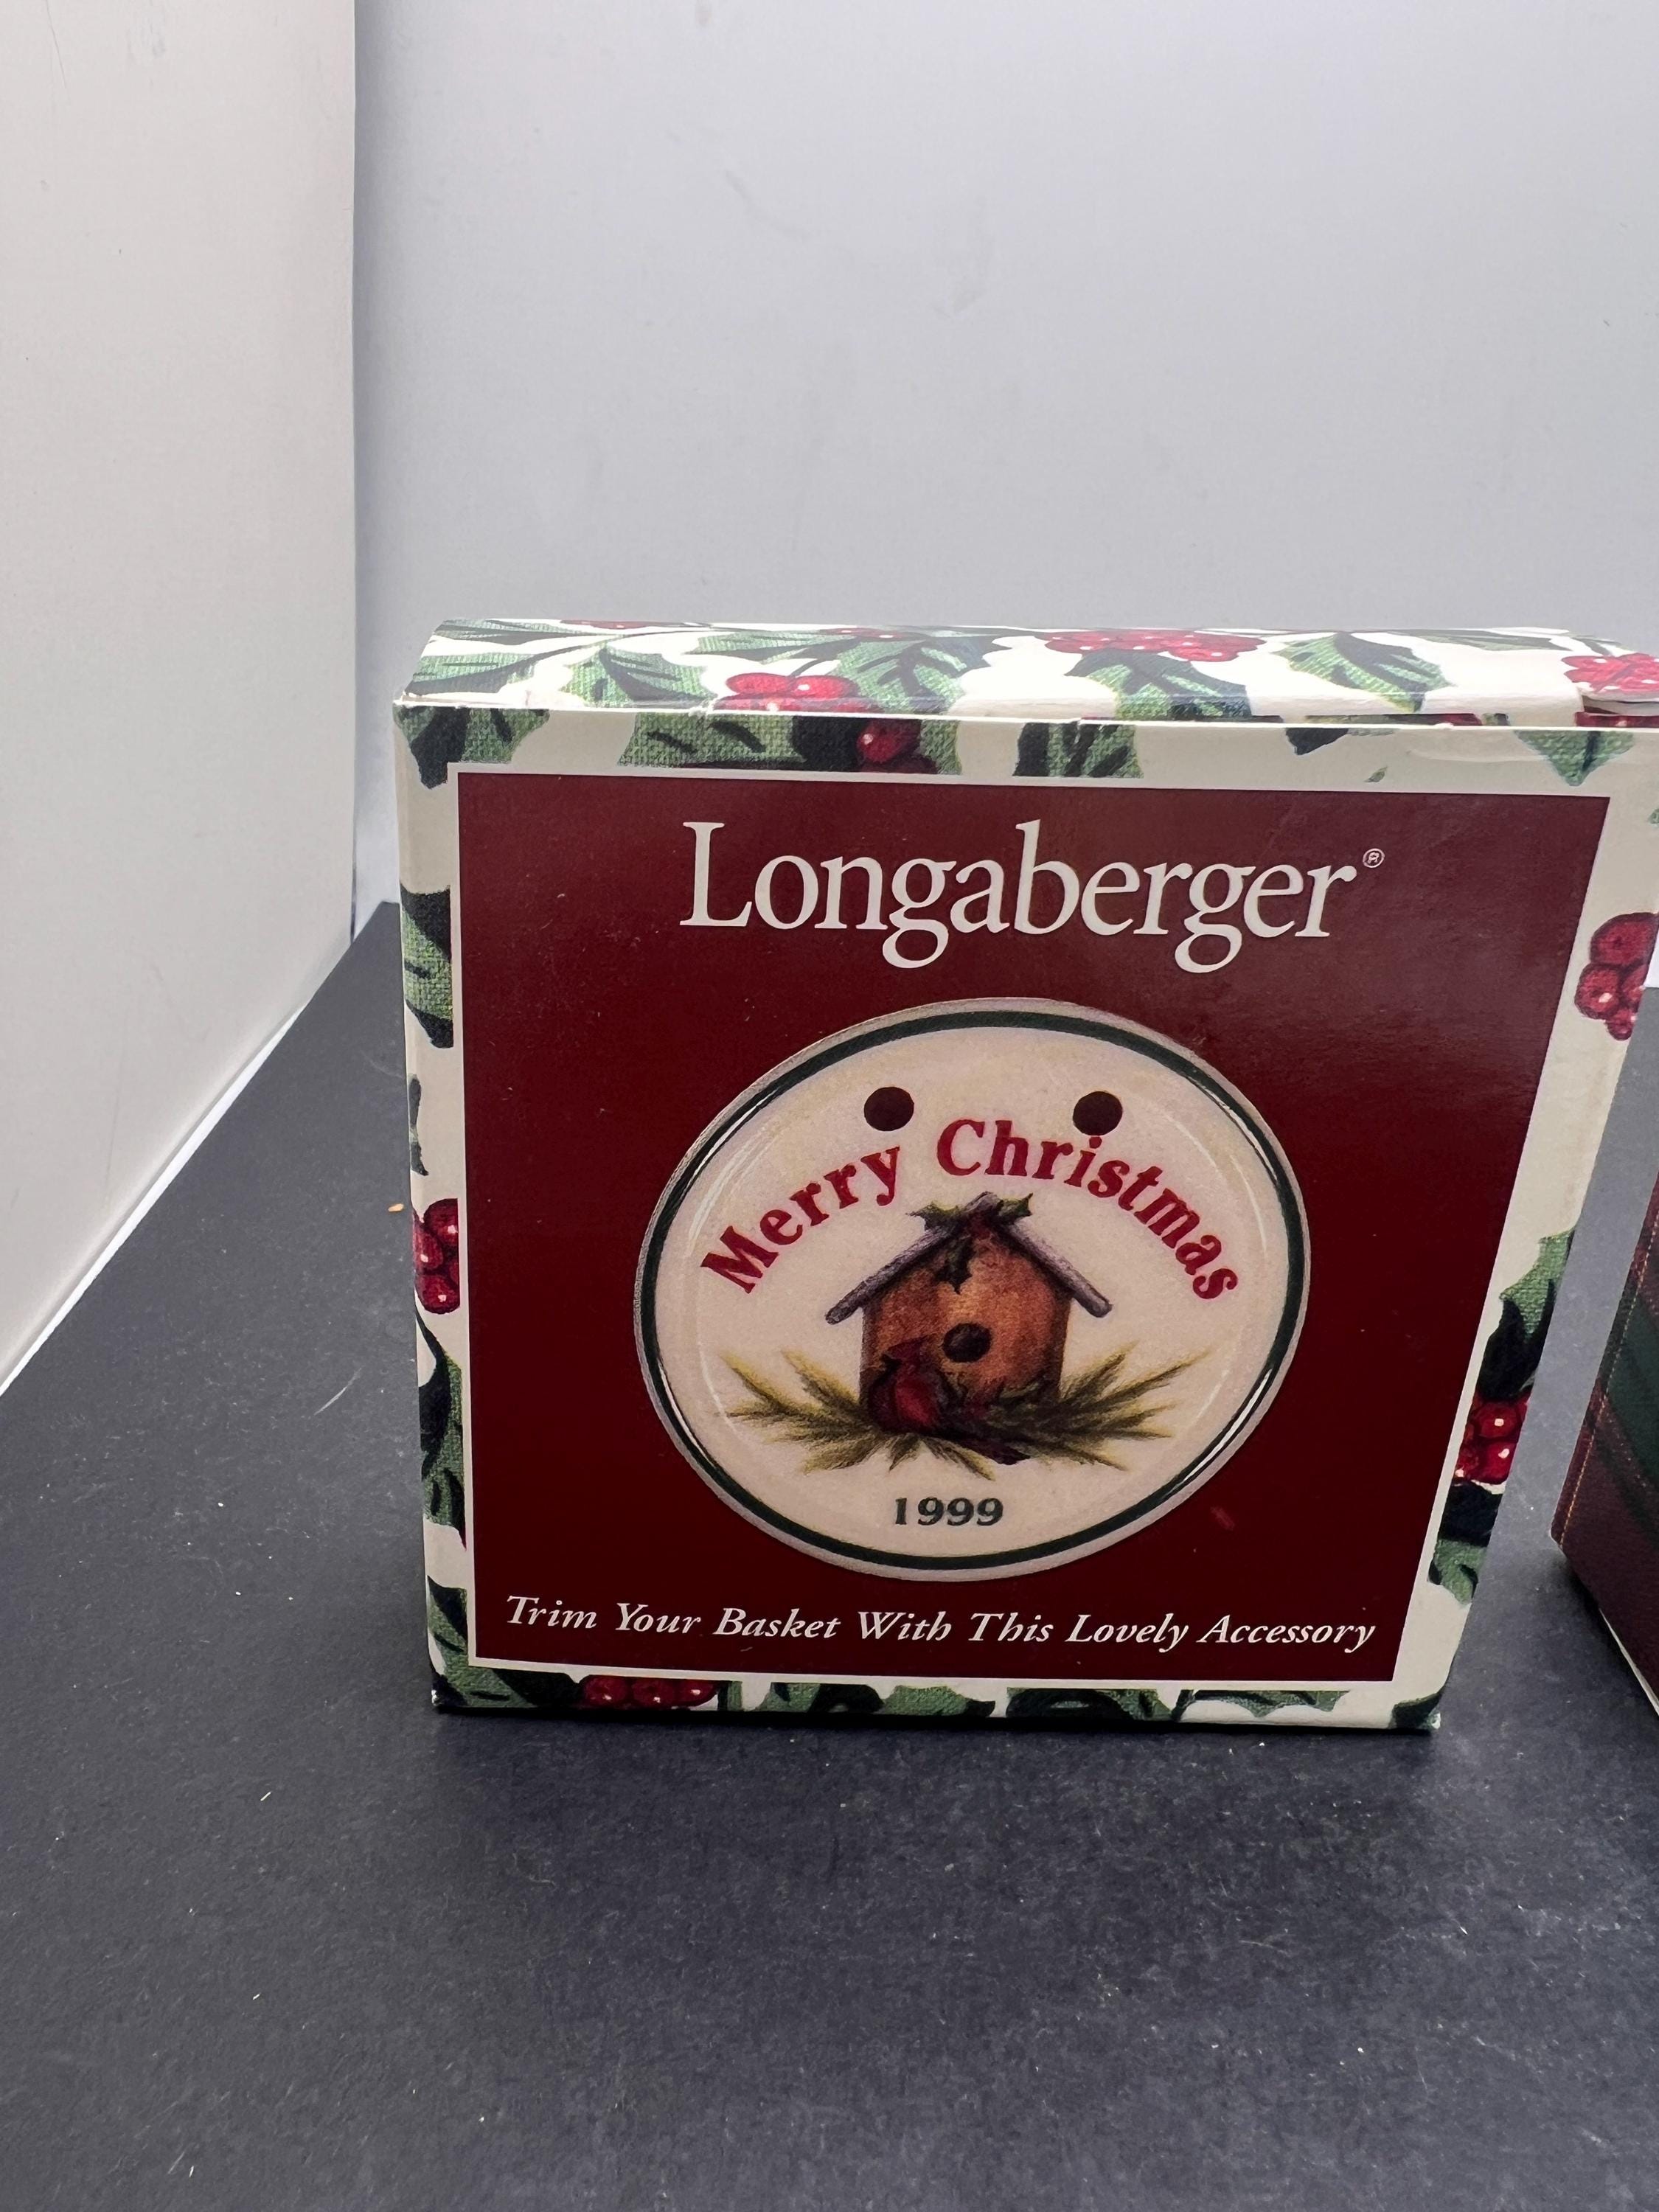 Longaberger®
Merry Christmas
1999
Trim Your Basket With This Lovely Accessory